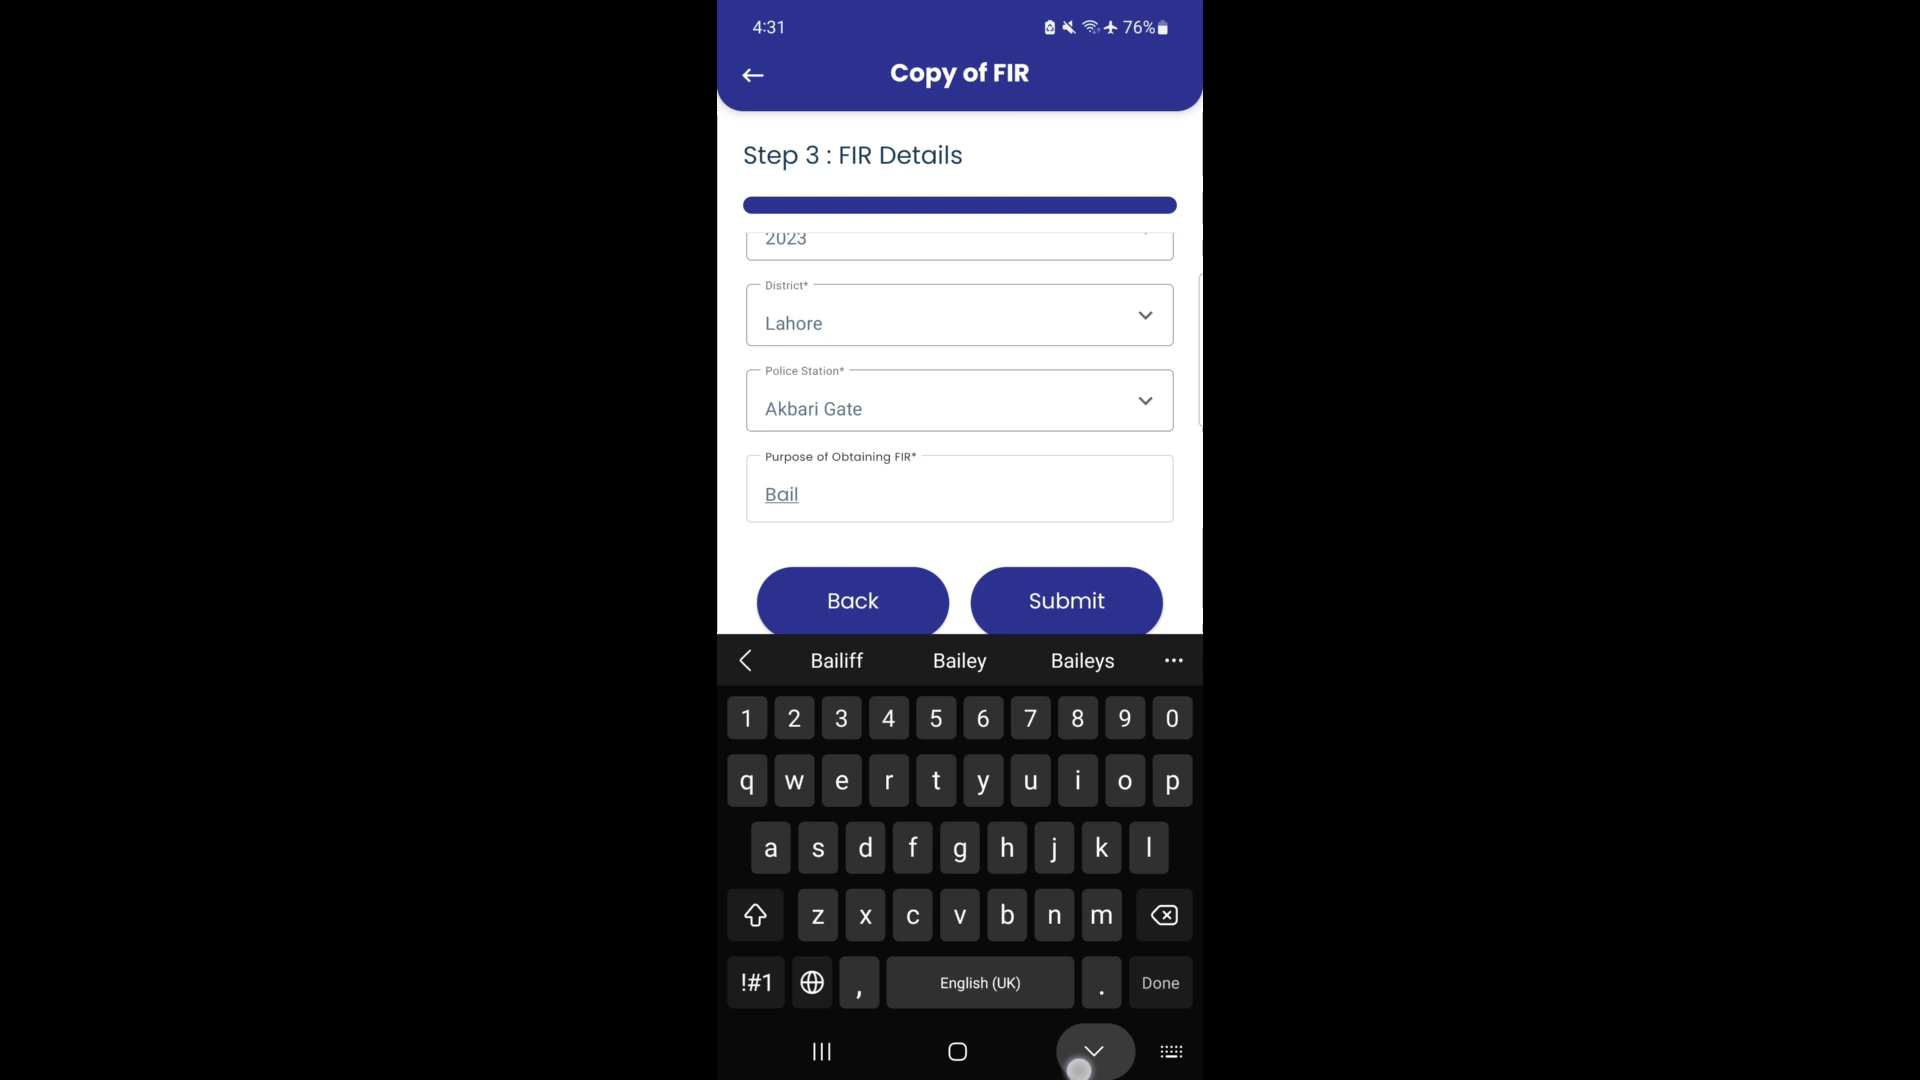 4:31 76%
Copy of FIR
Step 3 : FIR Details
2023
District*
Lahore
Police Station*
Akbari Gate
Purpose of Obtaining FIR*
Bail
Back Submit
Bailiff Bailey Baileys ...
1 2 3 4 5 6 7 8 9 0
q w e r t y u i o p
a s d f g h j k l
z x c v b n m
!#1 , English (UK) . Done